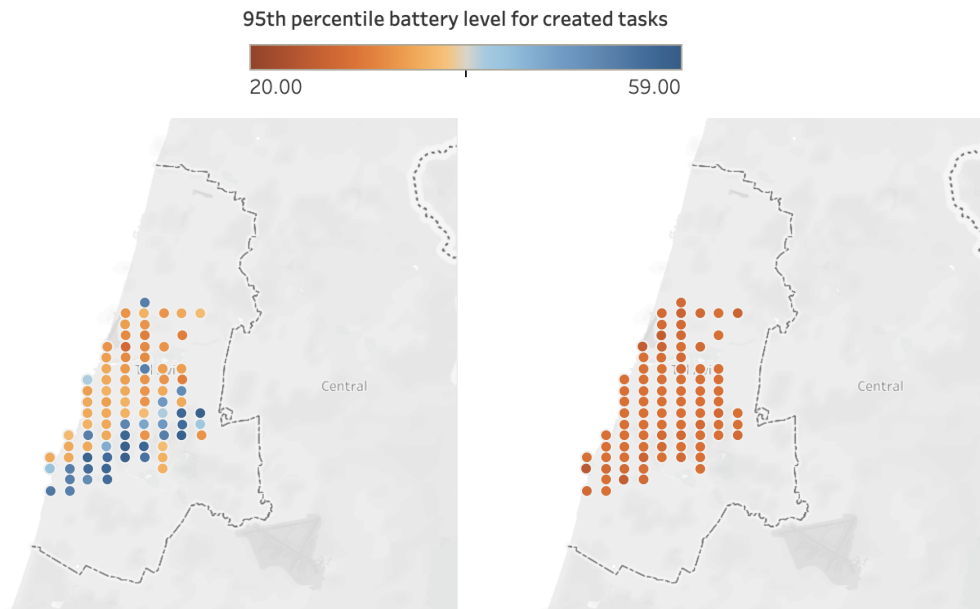 95th percentile battery level for created tasks
20.00
59.00
Central
Central